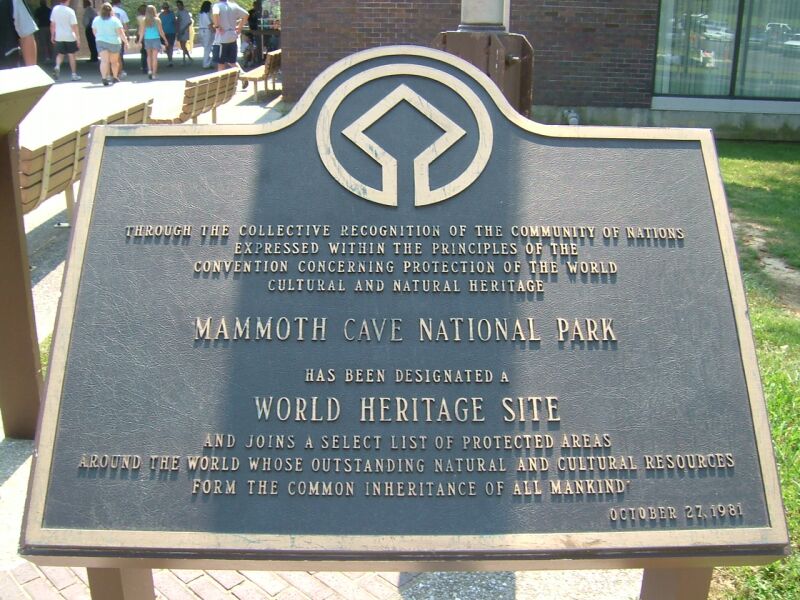 THROUGH THE COLLECTIVE RECOGNITION OF THE COMMUNITY OF NATIONS
EXPRESSED WITHIN THE PRINCIPLES OF THE
CONVENTION CONCERNING PROTECTION OF THE WORLD
CULTURAL AND NATURAL HERITAGE
MAMMOTH CAVE NATIONAL PARK
HAS BEEN DESIGNATED A
WORLD HERITAGE SITE
AND JOINS A SELECT LIST OF PROTECTED AREAS
AROUND THE WORLD WHOSE OUTSTANDING NATURAL AND CULTURAL RESOURCES
FORM THE COMMON INHERITANCE OF ALL MANKIND
OCTOBER 27, 1981